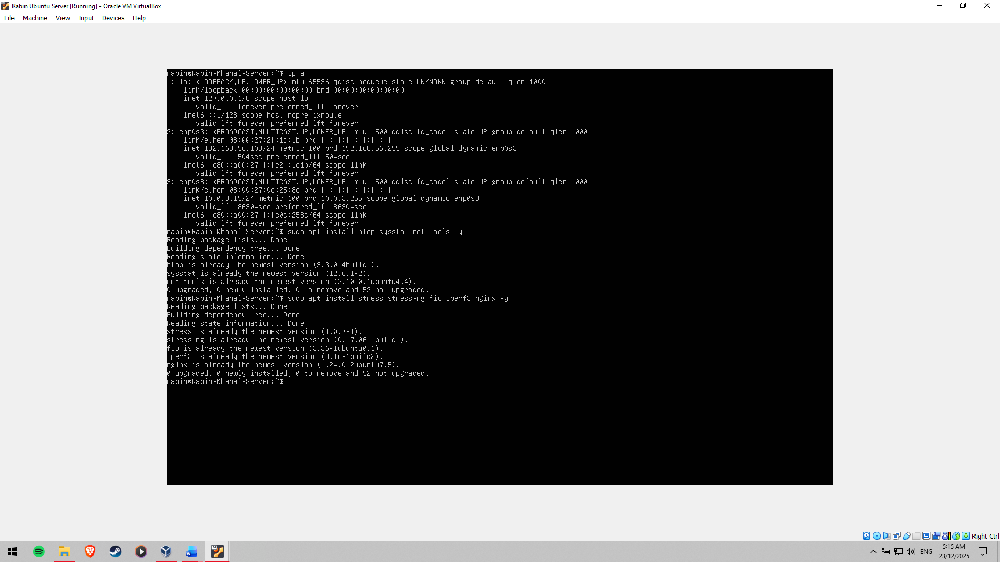 Rabin Ubuntu Server [Running] - Oracle VM VirtualBox
File Machine View Input Devices Help
rabin@Rabin-Khanal-Server:~$ ip a
1: lo: <LOOPBACK,UP,LOWER_UP> mtu 65536 qdisc noqueue state UNKNOWN group default qlen 1000
    link/loopback 00:00:00:00:00:00 brd 00:00:00:00:00:00
    inet 127.0.0.1/8 scope host lo
       valid_lft forever preferred_lft forever
    inet6 ::1/128 scope host noprefixroute
       valid_lft forever preferred_lft forever
2: enp0s3: <BROADCAST,MULTICAST,UP,LOWER_UP> mtu 1500 qdisc fq_codel state UP group default qlen 1000
    link/ether 08:00:27:2f:1c:1b brd ff:ff:ff:ff:ff:ff
    inet 192.168.56.109/24 metric 100 brd 192.168.56.255 scope global dynamic enp0s3
       valid_lft 504sec preferred_lft 504sec
    inet6 fe80::a00:27ff:fe2f:1c1b/64 scope link
       valid_lft forever preferred_lft forever
3: enp0s8: <BROADCAST,MULTICAST,UP,LOWER_UP> mtu 1500 qdisc fq_codel state UP group default qlen 1000
    link/ether 08:00:27:0c:25:8c brd ff:ff:ff:ff:ff:ff
    inet 10.0.3.15/24 metric 100 brd 10.0.3.255 scope global dynamic enp0s8
       valid_lft 86304sec preferred_lft 86304sec
    inet6 fe80::a00:27ff:fe0c:258c/64 scope link
       valid_lft forever preferred_lft forever
rabin@Rabin-Khanal-Server:~$ sudo apt install htop sysstat net-tools -y
Reading package lists... Done
Building dependency tree... Done
Reading state information... Done
htop is already the newest version (3.3.0-4build1).
sysstat is already the newest version (12.6.1-2).
net-tools is already the newest version (2.10-0.1ubuntu4.4).
0 upgraded, 0 newly installed, 0 to remove and 52 not upgraded.
rabin@Rabin-Khanal-Server:~$ sudo apt install stress stress-ng fio iperf3 nginx -y
Reading package lists... Done
Building dependency tree... Done
Reading state information... Done
stress is already the newest version (1.0.7-1).
stress-ng is already the newest version (0.17.06-1build1).
fio is already the newest version (3.36-1ubuntu0.1).
iperf3 is already the newest version (3.16-1build2).
nginx is already the newest version (1.24.0-2ubuntu7.5).
0 upgraded, 0 newly installed, 0 to remove and 52 not upgraded.
rabin@Rabin-Khanal-Server:~$
Right Ctrl
ENG
5:15 AM
23/12/2025